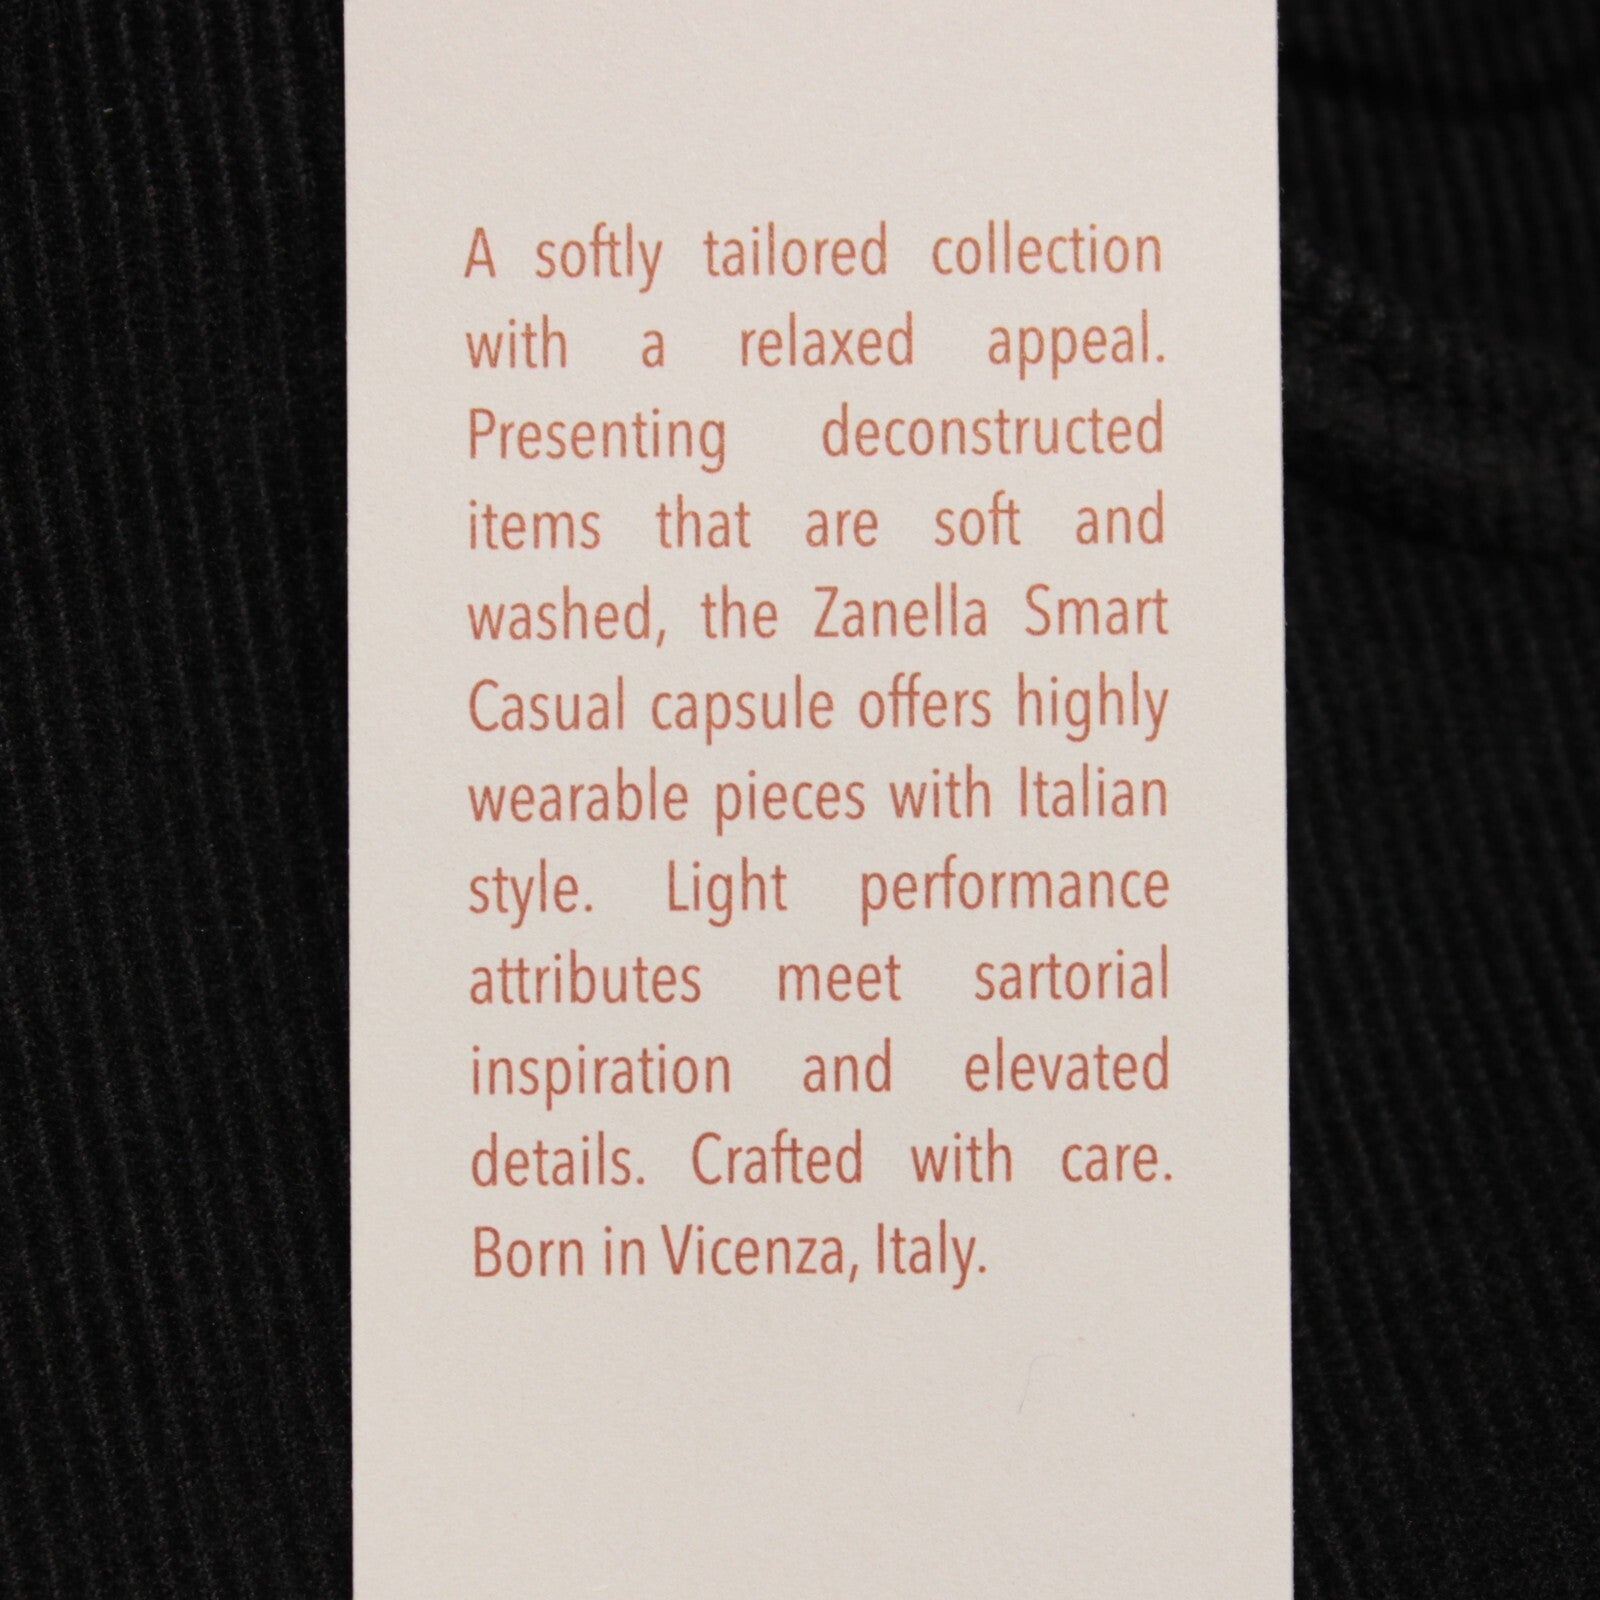 A softly tailored collection
with a relaxed appeal.
Presenting deconstructed
items that are soft and
washed, the Zanella Smart
Casual capsule offers highly
wearable pieces with Italian
style. Light performance
attributes meet sartorial
inspiration and elevated
details. Crafted with care.
Born in Vicenza, Italy.